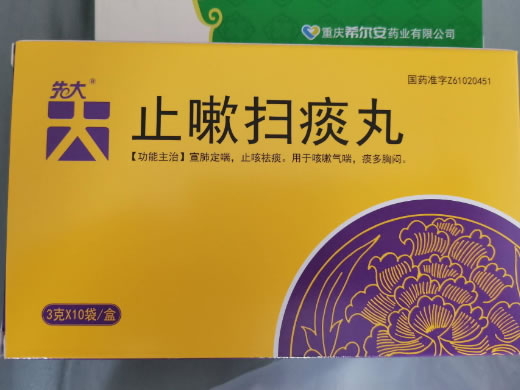 重庆希尔安药业有限公司
先大®
国药准字Z61020451
止嗽扫痰丸
【功能主治】宣肺定喘，止咳祛痰。用于咳嗽气喘，痰多胸闷。
3克X10袋/盒